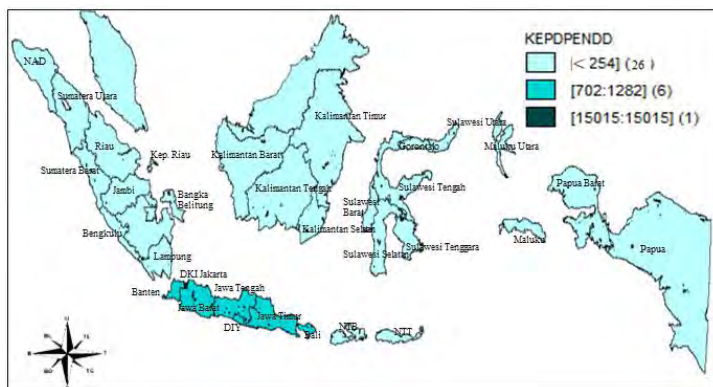 KEPDPENDD
|< 254] (26)
[702:1282] (6)
[15015:15015] (1)
NAD
Sumatera Utara
Riau
Kep. Riau
Sumatera Barat
Jambi
Bangka
Belitung
Bengkulu
Lampung
DKI Jakarta
Banten
Jawa Barat
Jawa Tengah
DIY
Jawa Timur
Bali
NTB
NTT
Kalimantan Timur
Kalimantan Barat
Kalimantan Tengah
Kalimantan Selatan
Sulawesi Utara
Gorontalo
Sulawesi Tengah
Sulawesi
Barat
Sulawesi Tenggara
Sulawesi Selatan
Maluku Utara
Maluku
Papua Barat
Papua